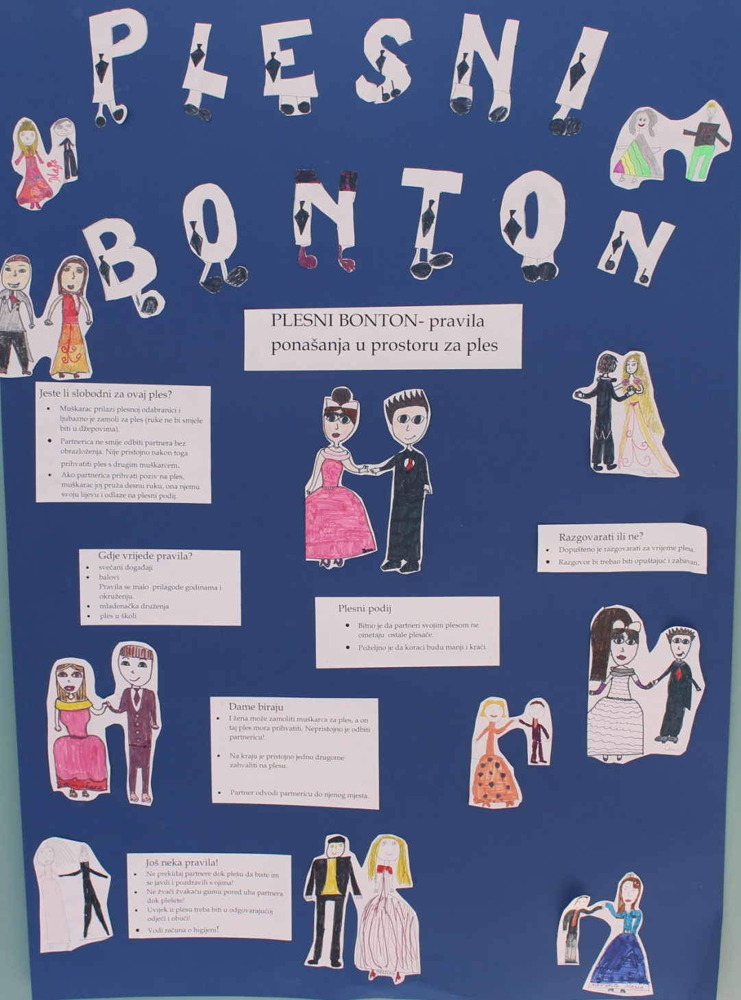 PLESNI
BONTON
PLESNI BONTON- pravila
ponašanja u prostoru za ples
Jeste li slobodni za ovaj ples?
• Muškarac prilazi plesnoj odabranici i
ljubazno je zamoli za ples (ruke ne bi smjele
biti u džepovima).
• Partnerica ne smije odbiti partnera bez
obrazloženja. Nije pristojno nakon toga
prihvatiti ples s drugim muškarcem.
• Ako partnerica prihvati poziv na ples,
muškarac joj pruža desnu ruku, ona njemu
svoju lijevu i odlaze na plesni podij.
Razgovarati ili ne?
• Dopušteno je razgovarati za vrijeme plesa.
• Razgovor bi trebao biti opuštajuć i zabavan.
Gdje vrijede pravila?
• svečani događaji
• balovi
Pravila se malo prilagode godinama i
okruženju.
• mladenačka druženja
• ples u školi
Plesni podij
• Bitno je da partneri svojim plesom ne
ometaju ostale plesače.
• Poželjno je da koraci budu manji i kraći.
Dame biraju
• I žena može zamoliti muškarca za ples, a on
taj ples mora prihvatiti. Nepristojno je odbiti
partnericu!
• Na kraju je pristojno jedno drugome
zahvaliti na plesu.
• Partner odvodi partnericu do njenog mjesta.
Još neka pravila!
• Ne prekidaj partnere dok plešu da biste im
se javili i pozdravili s njima!
• Ne žvači žvakaću gumu pored uha partnera
dok plešete!
• Uvijek u plesu treba biti u odgovarajućoj
odjeći i obući!
• Vodi računa o higijeni!